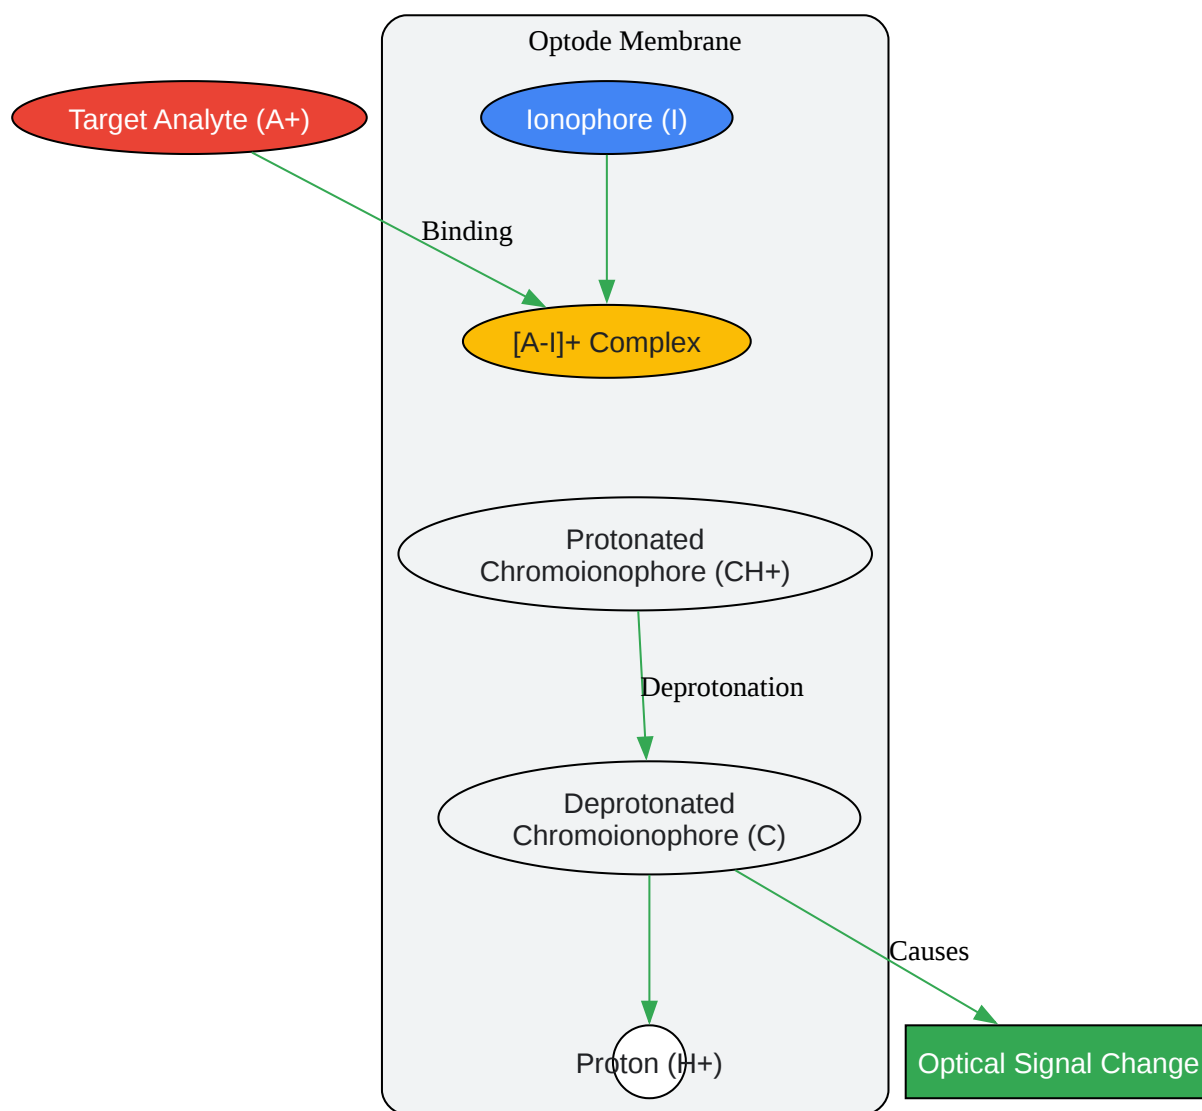 Optode Membrane
Target Analyte (A+)
Ionophore (I)
Binding
[A-I]+ Complex
Protonated
Chromoionophore (CH+)
Deprotonation
Deprotonated
Chromoionophore (C)
Causes
Proton (H+)
Optical Signal Change